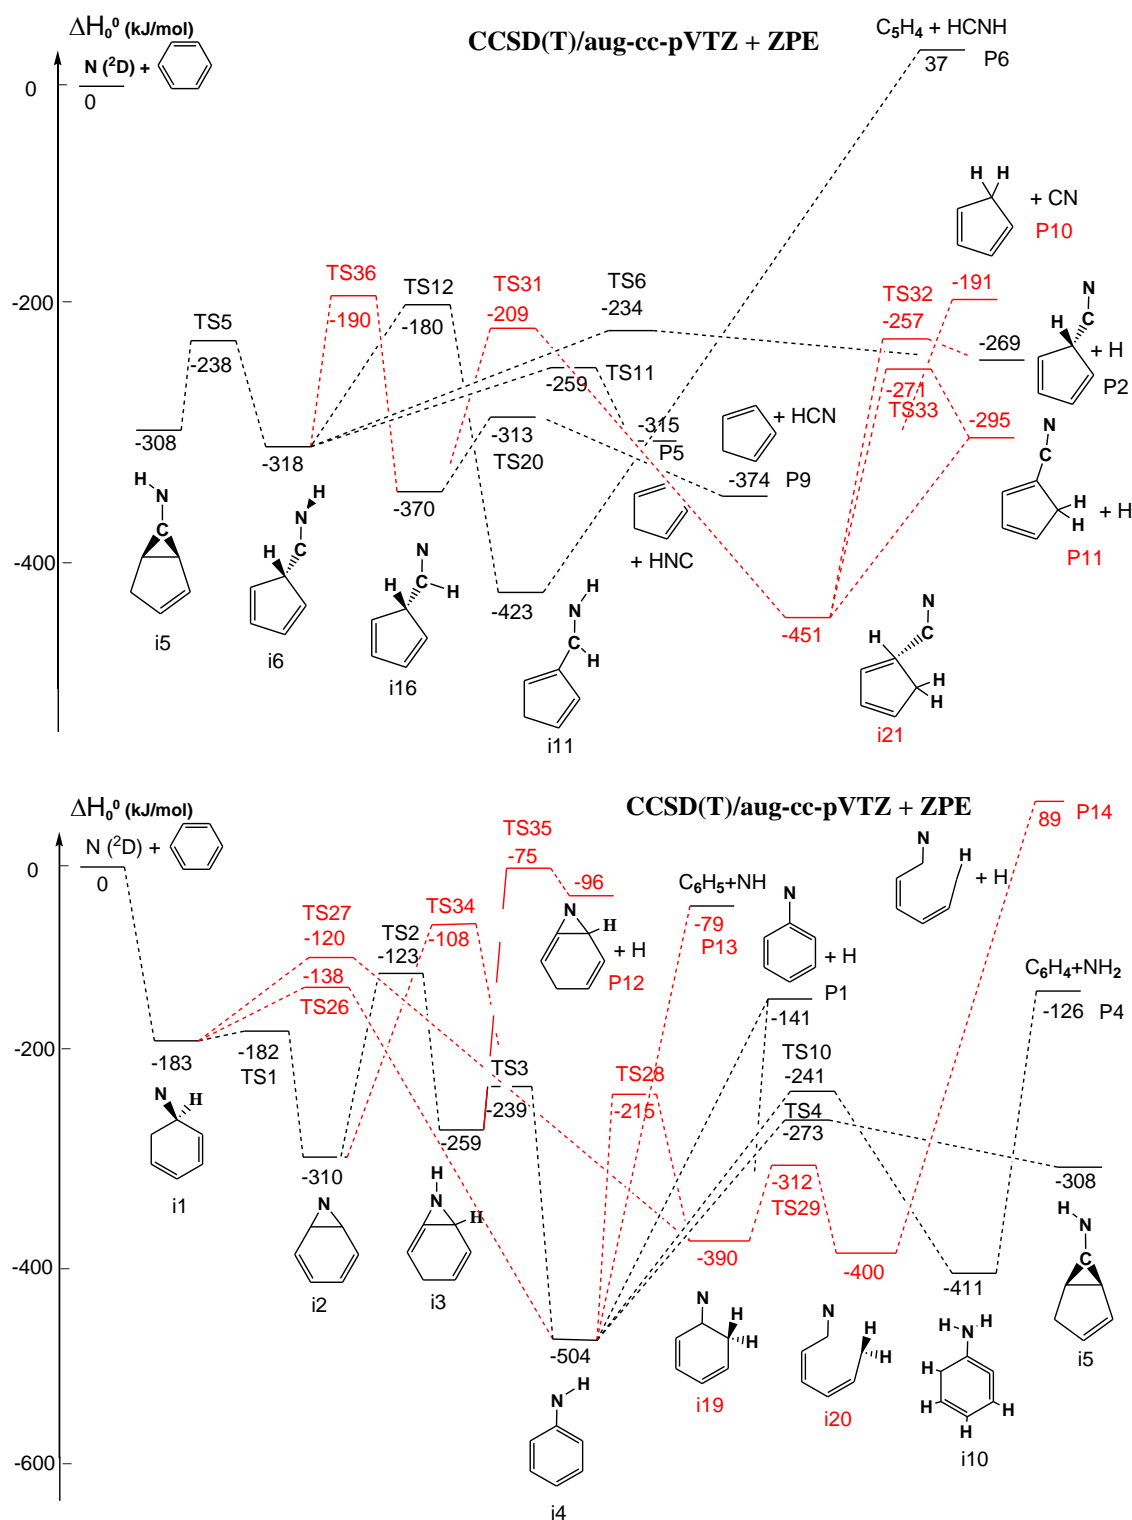 ΔH₀⁰ (kJ/mol)
CCSD(T)/aug-cc-pVTZ + ZPE
C₅H₄ + HCNH
37 P6
N (²D) +
0
0
H H
+ CN
P10
TS36
-190
TS12
-180
TS31
-209
TS6
-234
TS32
-257
-191
-200
TS5
-238
TS11
-259
-271
TS33
-269
N
H C
+ H
P2
-308
-318
-370
-313
TS20
-315
P5
+ HCN
-374 P9
-295
N
C
H
H
+ H
P11
H
N
C
i5
H
N
H C
i6
N
H C H
i16
-400
-423
+ HNC
H
N
C
H
i11
-451
N
H C
H
H
i21
ΔH₀⁰ (kJ/mol)
CCSD(T)/aug-cc-pVTZ + ZPE
N (²D) +
0
0
TS35
-75
-96
N
H
+ H
P12
C₆H₅+NH
-79
P13
N
+ H
P1
-141
N
H
+ H
89 P14
C₆H₄+NH₂
-126 P4
TS27
-120
-138
TS26
TS2
-123
TS34
-108
-200
-183
-182
TS1
-310
-259
TS3
-239
TS28
-215
TS10
-241
TS4
-273
-308
N H
i1
N
i2
H
N
H
i3
-312
TS29
-390
-400
-411
-400
-504
N
H
H
i19
N
H
H
i20
H N H
H
H
H
i10
H
N
C
i5
N H
i4
-600